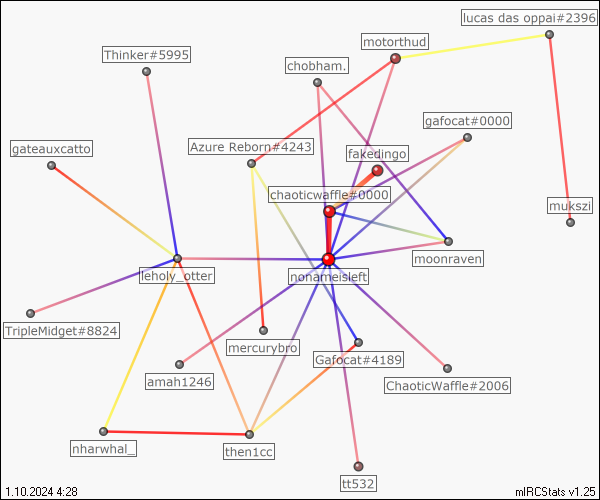 lucas das oppai#2396
motorthud
Thinker#5995
chobham.
gafocat#0000
gateauxcatto
Azure Reborn#4243
fakedingo
chaoticwaffle#0000
mukszi
moonraven
leholy_otter
nonameisleft
TripleMidget#8824
mercurybro
Gafocat#4189
amah1246
ChaoticWaffle#2006
nharwhal_
then1cc
tt532
1.10.2024 4:28
mIRCStats v1.25